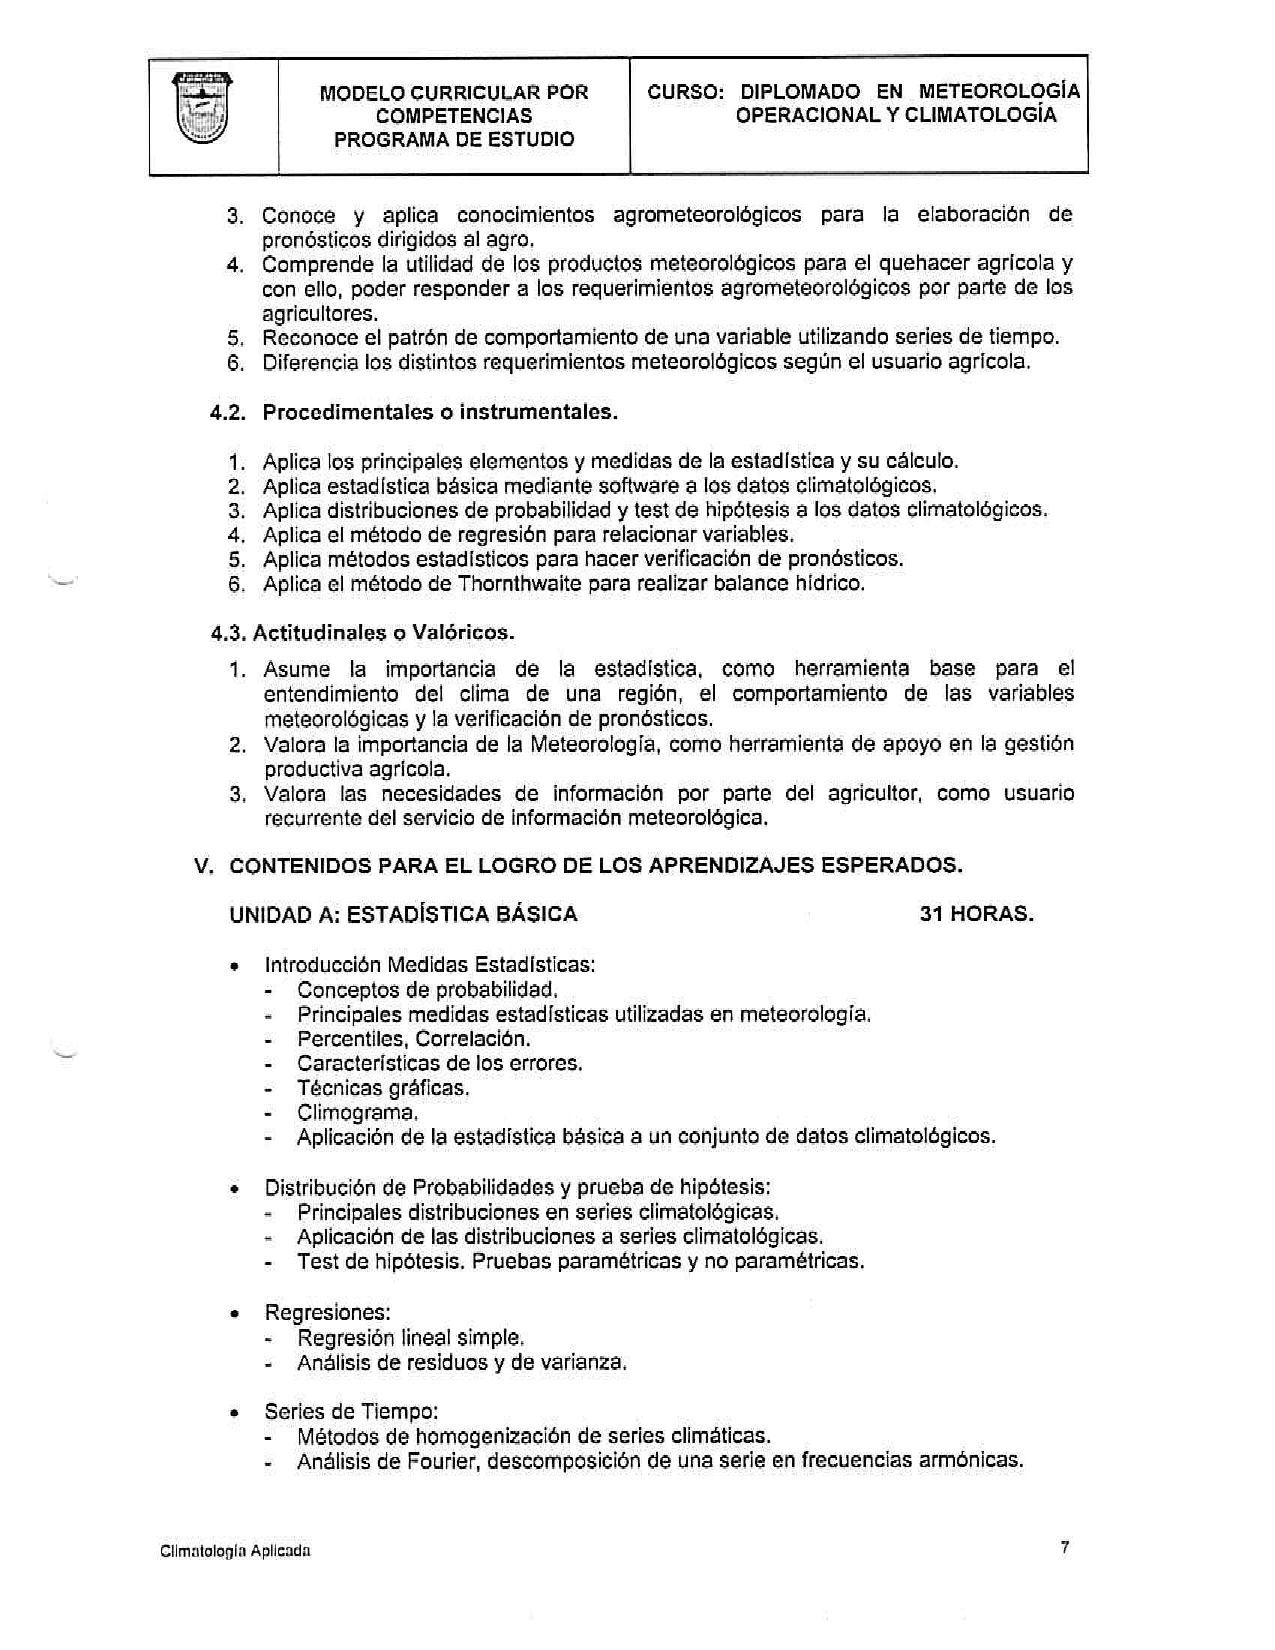 MODELO CURRICULAR POR
COMPETENCIAS
PROGRAMA DE ESTUDIO
CURSO: DIPLOMADO EN METEOROLOGÍA
OPERACIONAL Y CLIMATOLOGÍA
3. Conoce y aplica conocimientos agrometeorológicos para la elaboración de
pronósticos dirigidos al agro.
4. Comprende la utilidad de los productos meteorológicos para el quehacer agrícola y
con ello, poder responder a los requerimientos agrometeorológicos por parte de los
agricultores.
5. Reconoce el patrón de comportamiento de una variable utilizando series de tiempo.
6. Diferencia los distintos requerimientos meteorológicos según el usuario agrícola.
4.2. Procedimentales o instrumentales.
1. Aplica los principales elementos y medidas de la estadística y su cálculo.
2. Aplica estadística básica mediante software a los datos climatológicos.
3. Aplica distribuciones de probabilidad y test de hipótesis a los datos climatológicos.
4. Aplica el método de regresión para relacionar variables.
5. Aplica métodos estadísticos para hacer verificación de pronósticos.
6. Aplica el método de Thornthwaite para realizar balance hídrico.
4.3. Actitudinales o Valóricos.
1. Asume la importancia de la estadística, como herramienta base para el
entendimiento del clima de una región, el comportamiento de las variables
meteorológicas y la verificación de pronósticos.
2. Valora la importancia de la Meteorología, como herramienta de apoyo en la gestión
productiva agrícola.
3. Valora las necesidades de información por parte del agricultor, como usuario
recurrente del servicio de información meteorológica.
V. CONTENIDOS PARA EL LOGRO DE LOS APRENDIZAJES ESPERADOS.
UNIDAD A: ESTADÍSTICA BÁSICA 31 HORAS.
• Introducción Medidas Estadísticas:
- Conceptos de probabilidad.
- Principales medidas estadísticas utilizadas en meteorología.
- Percentiles, Correlación.
- Características de los errores.
- Técnicas gráficas.
- Climograma.
- Aplicación de la estadística básica a un conjunto de datos climatológicos.
• Distribución de Probabilidades y prueba de hipótesis:
- Principales distribuciones en series climatológicas.
- Aplicación de las distribuciones a series climatológicas.
- Test de hipótesis. Pruebas paramétricas y no paramétricas.
• Regresiones:
- Regresión lineal simple.
- Análisis de residuos y de varianza.
• Series de Tiempo:
- Métodos de homogenización de series climáticas.
- Análisis de Fourier, descomposición de una serie en frecuencias armónicas.
Climatología Aplicada 7